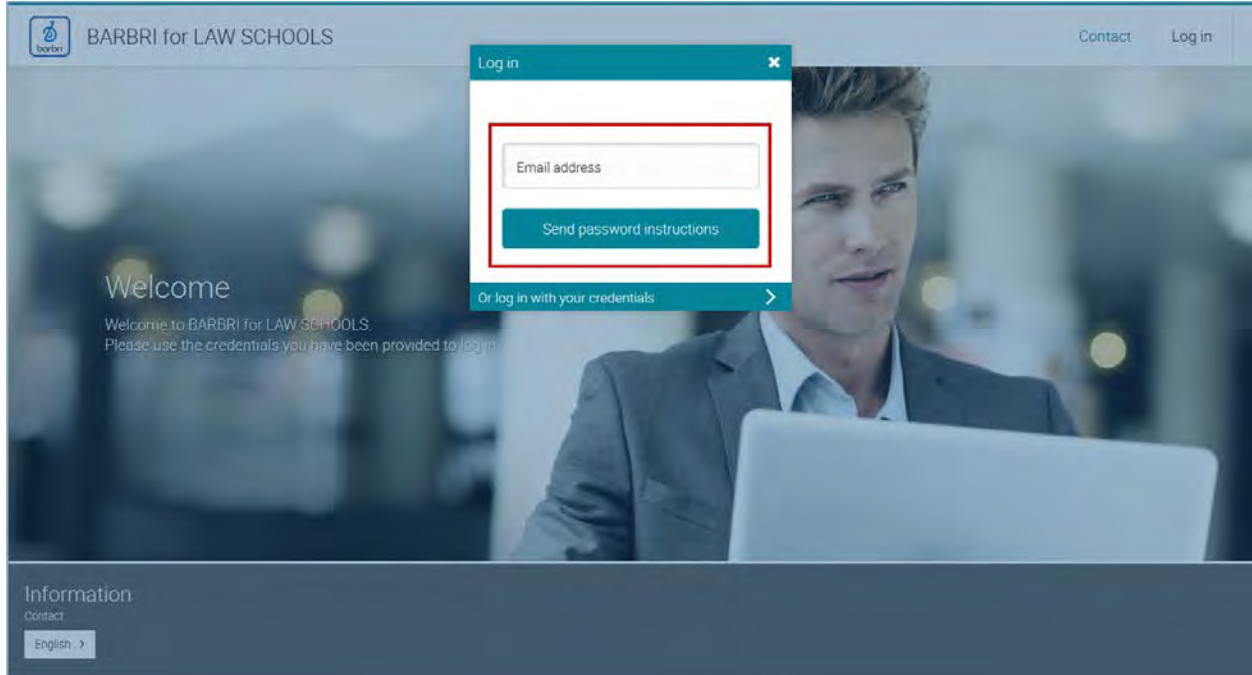 barbri
BARBRI for LAW SCHOOLS
Contact
Log in
Log in
Email address
Send password instructions
Or log in with your credentials
Welcome
Welcome to BARBRI for LAW SCHOOLS.
Please use the credentials you have been provided to log in
Information
Contact
English